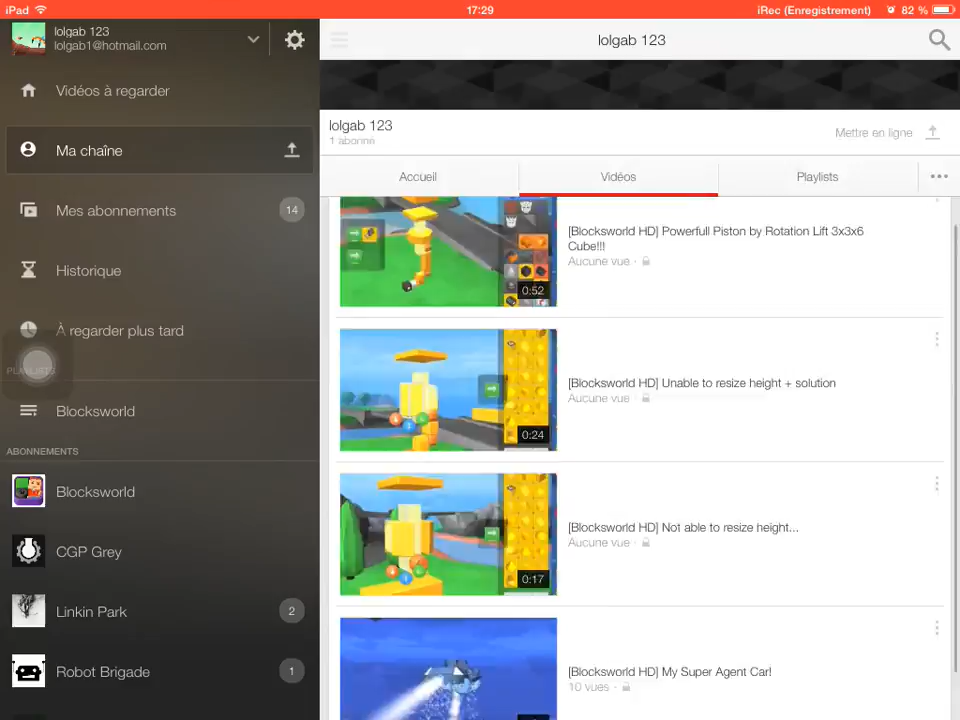 iPad 17:29 iRec (Enregistrement) 82 %
lolgab 123
lolgab1@hotmail.com
Vidéos à regarder
Ma chaîne
Mes abonnements 14
Historique
À regarder plus tard
PLAYLISTS
Blocksworld
ABONNEMENTS
Blocksworld
CGP Grey
Linkin Park 2
Robot Brigade 1
lolgab 123
lolgab 123
1 abonné
Mettre en ligne
Accueil Vidéos Playlists
[Blocksworld HD] Powerfull Piston by Rotation Lift 3x3x6
Cube!!!
Aucune vue
0:52
[Blocksworld HD] Unable to resize height + solution
Aucune vue
0:24
[Blocksworld HD] Not able to resize height...
Aucune vue
0:17
[Blocksworld HD] My Super Agent Car!
10 vues